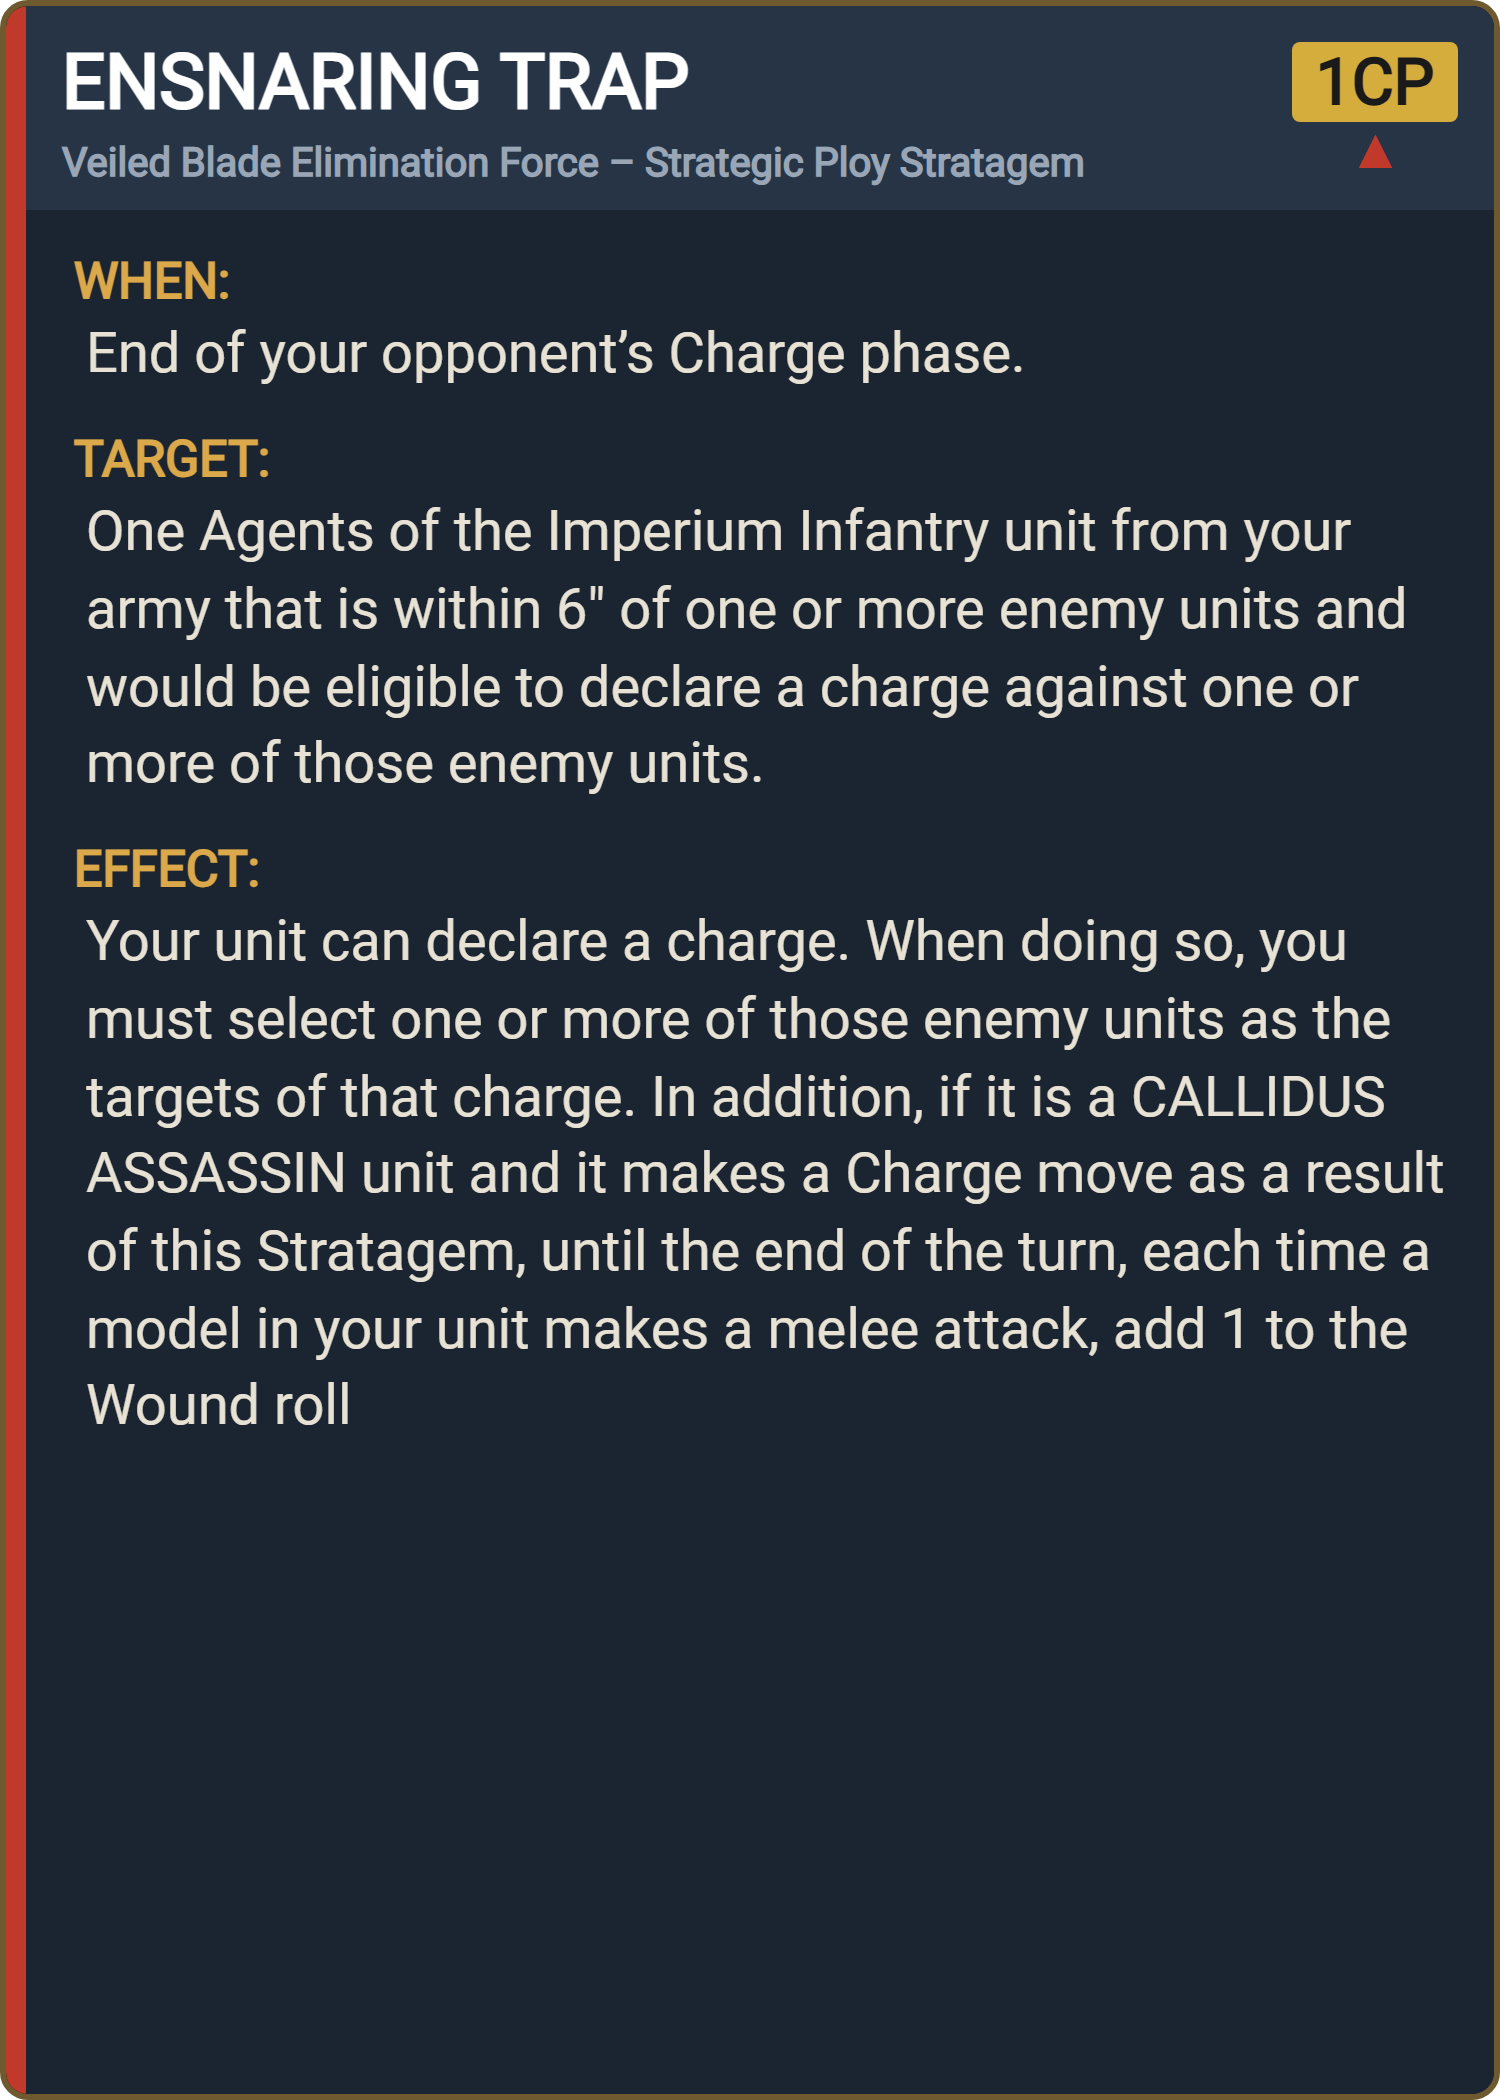 ENSNARING TRAP
1CP
Veiled Blade Elimination Force – Strategic Ploy Stratagem
WHEN:
End of your opponent’s Charge phase.
TARGET:
One Agents of the Imperium Infantry unit from your
army that is within 6" of one or more enemy units and
would be eligible to declare a charge against one or
more of those enemy units.
EFFECT:
Your unit can declare a charge. When doing so, you
must select one or more of those enemy units as the
targets of that charge. In addition, if it is a CALLIDUS
ASSASSIN unit and it makes a Charge move as a result
of this Stratagem, until the end of the turn, each time a
model in your unit makes a melee attack, add 1 to the
Wound roll